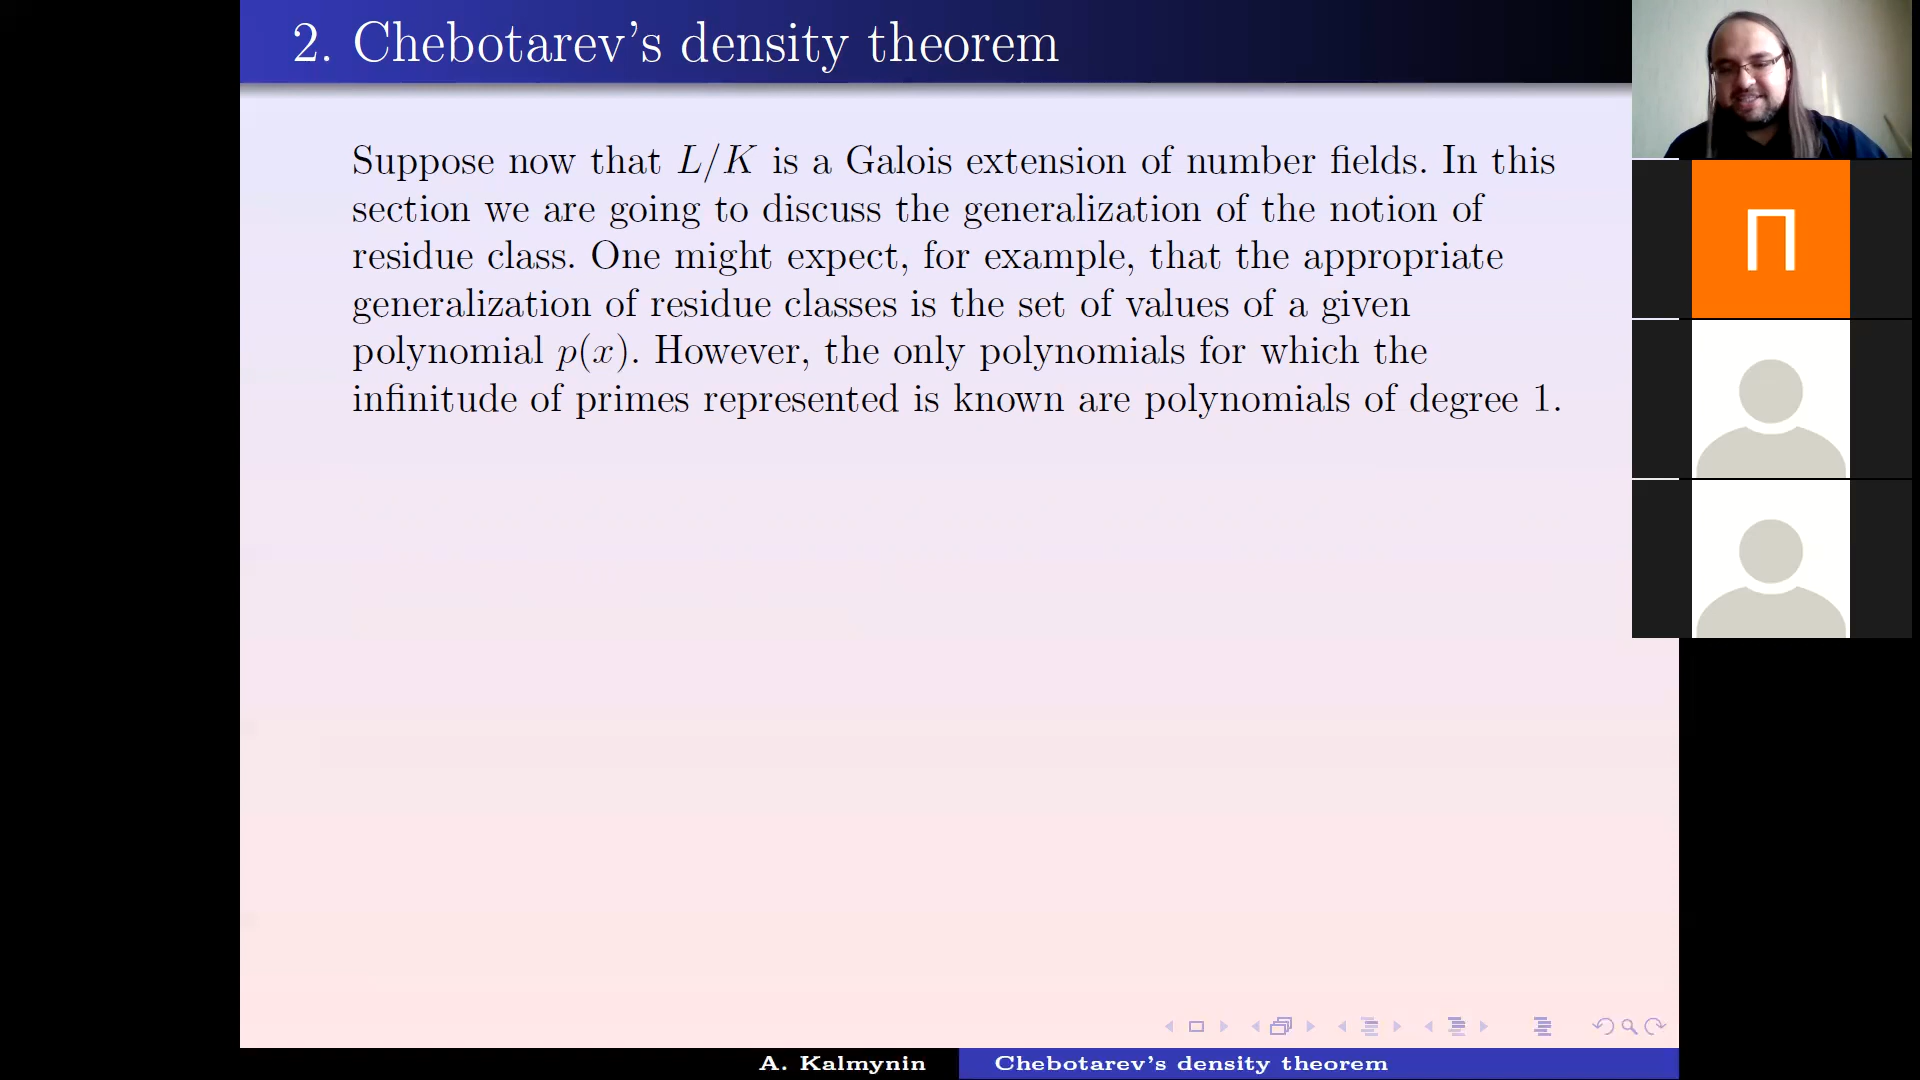 2. Chebotarev's density theorem
Suppose now that L/K is a Galois extension of number fields. In this
section we are going to discuss the generalization of the notion of
residue class. One might expect, for example, that the appropriate
generalization of residue classes is the set of values of a given
polynomial p(x). However, the only polynomials for which the
infinitude of primes represented is known are polynomials of degree 1.
П
A. Kalmynin
Chebotarev's density theorem